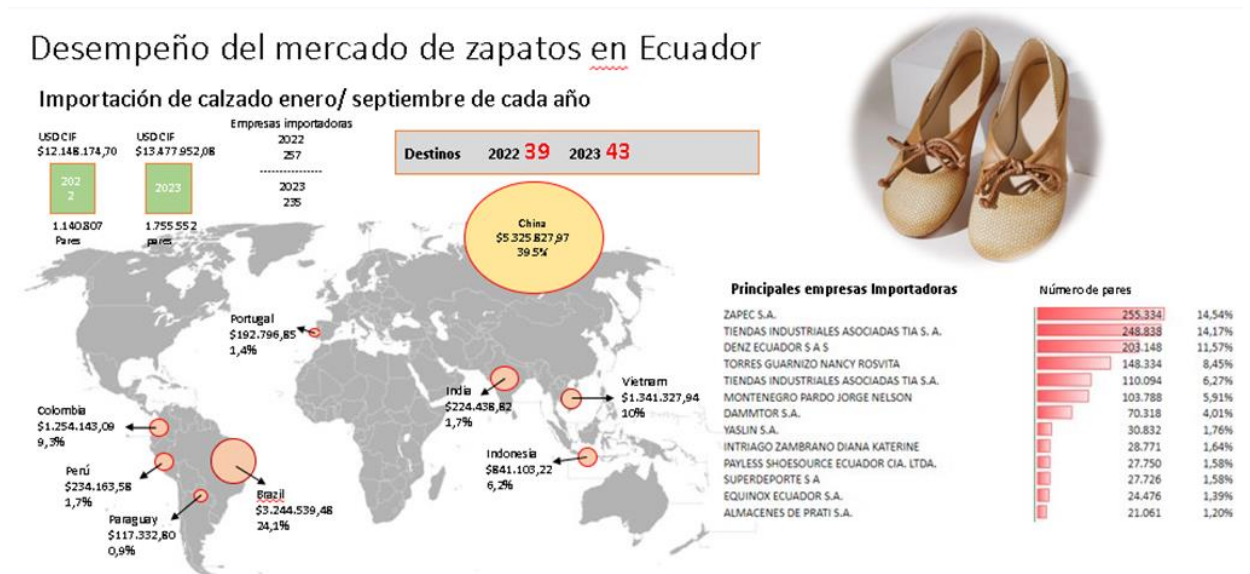 Desempeño del mercado de zapatos en Ecuador
Importación de calzado enero/ septiembre de cada año
USD CIF
$12.148.174,70
202
2
1.140.807
Pares
USD CIF
$13.477.952,08
2023
1.755.552
pares
Empresas importadoras
2022
257
----------------
2023
235
Destinos 2022 39 2023 43
China
$5.325.827,97
39.5%
Portugal
$192.796,85
1,4%
India
$224.438,82
1,7%
Vietnam
$1.341.327,94
10%
Colombia
$1.254.143,09
9,3%
Indonesia
$841.103,22
6,2%
Perú
$234.163,58
1,7%
Brazil
$3.244.539,48
24,1%
Paraguay
$117.332,80
0,9%
Principales empresas Importadoras Número de pares
ZAPEC S.A. 255.334 14,54%
TIENDAS INDUSTRIALES ASOCIADAS TIA S. A. 248.838 14,17%
DENZ ECUADOR S A S 203.148 11,57%
TORRES GUARNIZO NANCY ROSVITA 148.334 8,45%
TIENDAS INDUSTRIALES ASOCIADAS TIA S.A. 110.094 6,27%
MONTENEGRO PARDO JORGE NELSON 103.788 5,91%
DAMMTOR S.A. 70.318 4,01%
YASLIN S.A. 30.832 1,76%
INTRIAGO ZAMBRANO DIANA KATERINE 28.771 1,64%
PAYLESS SHOESOURCE ECUADOR CIA. LTDA. 27.750 1,58%
SUPERDEPORTE S A 27.726 1,58%
EQUINOX ECUADOR S.A. 24.476 1,39%
ALMACENES DE PRATI S.A. 21.061 1,20%